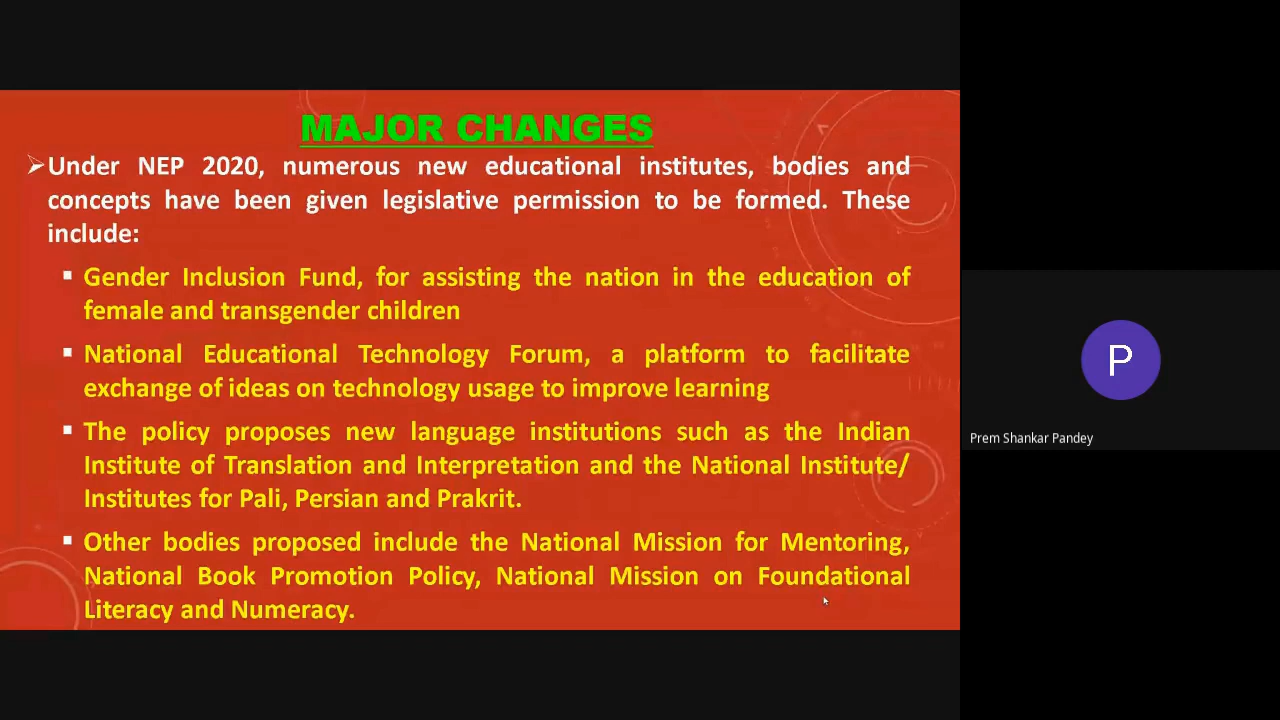 MAJOR CHANGES
Under NEP 2020, numerous new educational institutes, bodies and
concepts have been given legislative permission to be formed. These
include:
Gender Inclusion Fund, for assisting the nation in the education of
female and transgender children
National Educational Technology Forum, a platform to facilitate
exchange of ideas on technology usage to improve learning
The policy proposes new language institutions such as the Indian
Institute of Translation and Interpretation and the National Institute/
Institutes for Pali, Persian and Prakrit.
Other bodies proposed include the National Mission for Mentoring,
National Book Promotion Policy, National Mission on Foundational
Literacy and Numeracy.
P
Prem Shankar Pandey